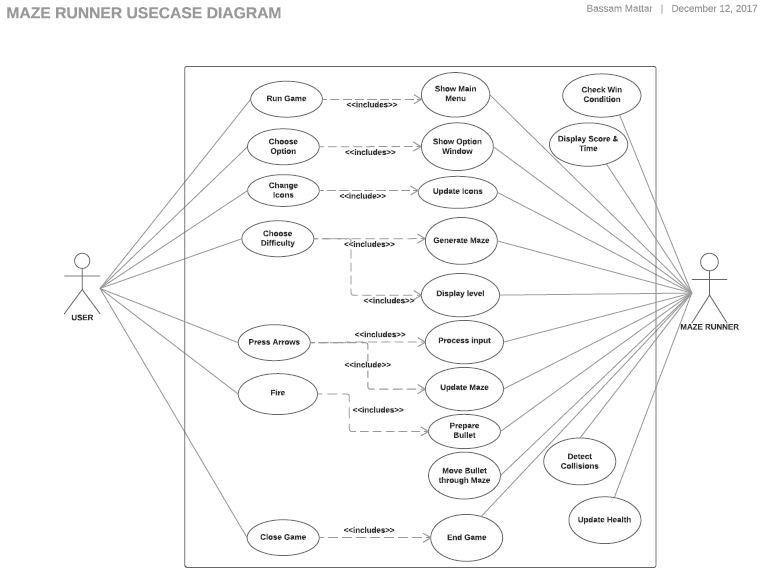 MAZE RUNNER USECASE DIAGRAM
Bassam Mattar | December 12, 2017
Run Game
<<includes>>
Show Main
Menu
Check Win
Condition
Choose
Option
<<includes>>
Show Option
Window
Display Score &
Time
Change
Icons
<<include>>
Update Icons
Choose
Difficulty
<<includes>>
Generate Maze
<<includes>>
Display level
USER
MAZE RUNNER
Press Arrows
<<includes>>
Process input
<<includes>>
Update Maze
Fire
<<includes>>
Prepare
Bullet
Move Bullet
through Maze
Detect
Collisions
Update Health
Close Game
<<includes>>
End Game